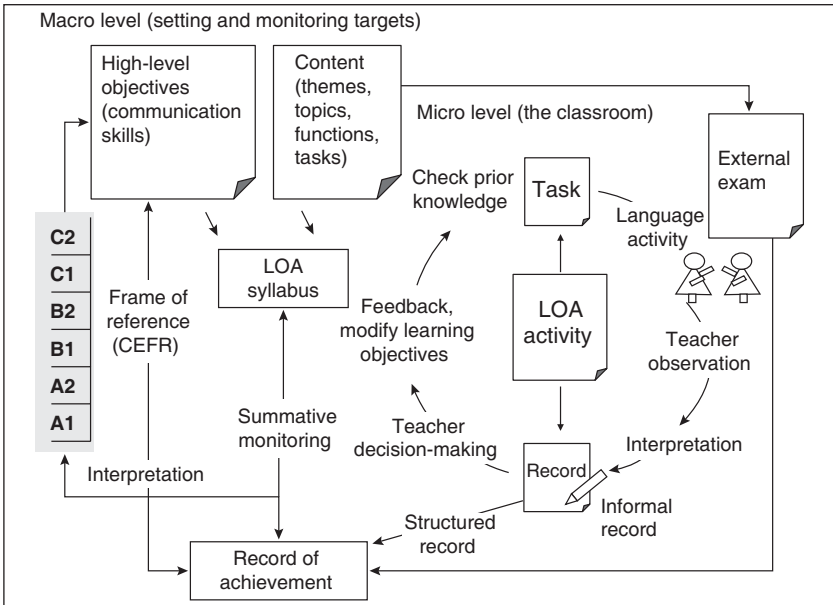 Macro level (setting and monitoring targets)
High-level
objectives
(communication
skills)
Content
(themes,
topics,
functions,
tasks)
Micro level (the classroom)
External
exam
Check prior
knowledge
Task
Language
activity
C2
C1
B2
B1
A2
A1
Frame of
reference
(CEFR)
LOA
syllabus
Feedback,
modify learning
objectives
LOA
activity
Teacher
observation
Summative
monitoring
Teacher
decision-making
Interpretation
Record
Interpretation
Informal
record
Structured
record
Record of
achievement